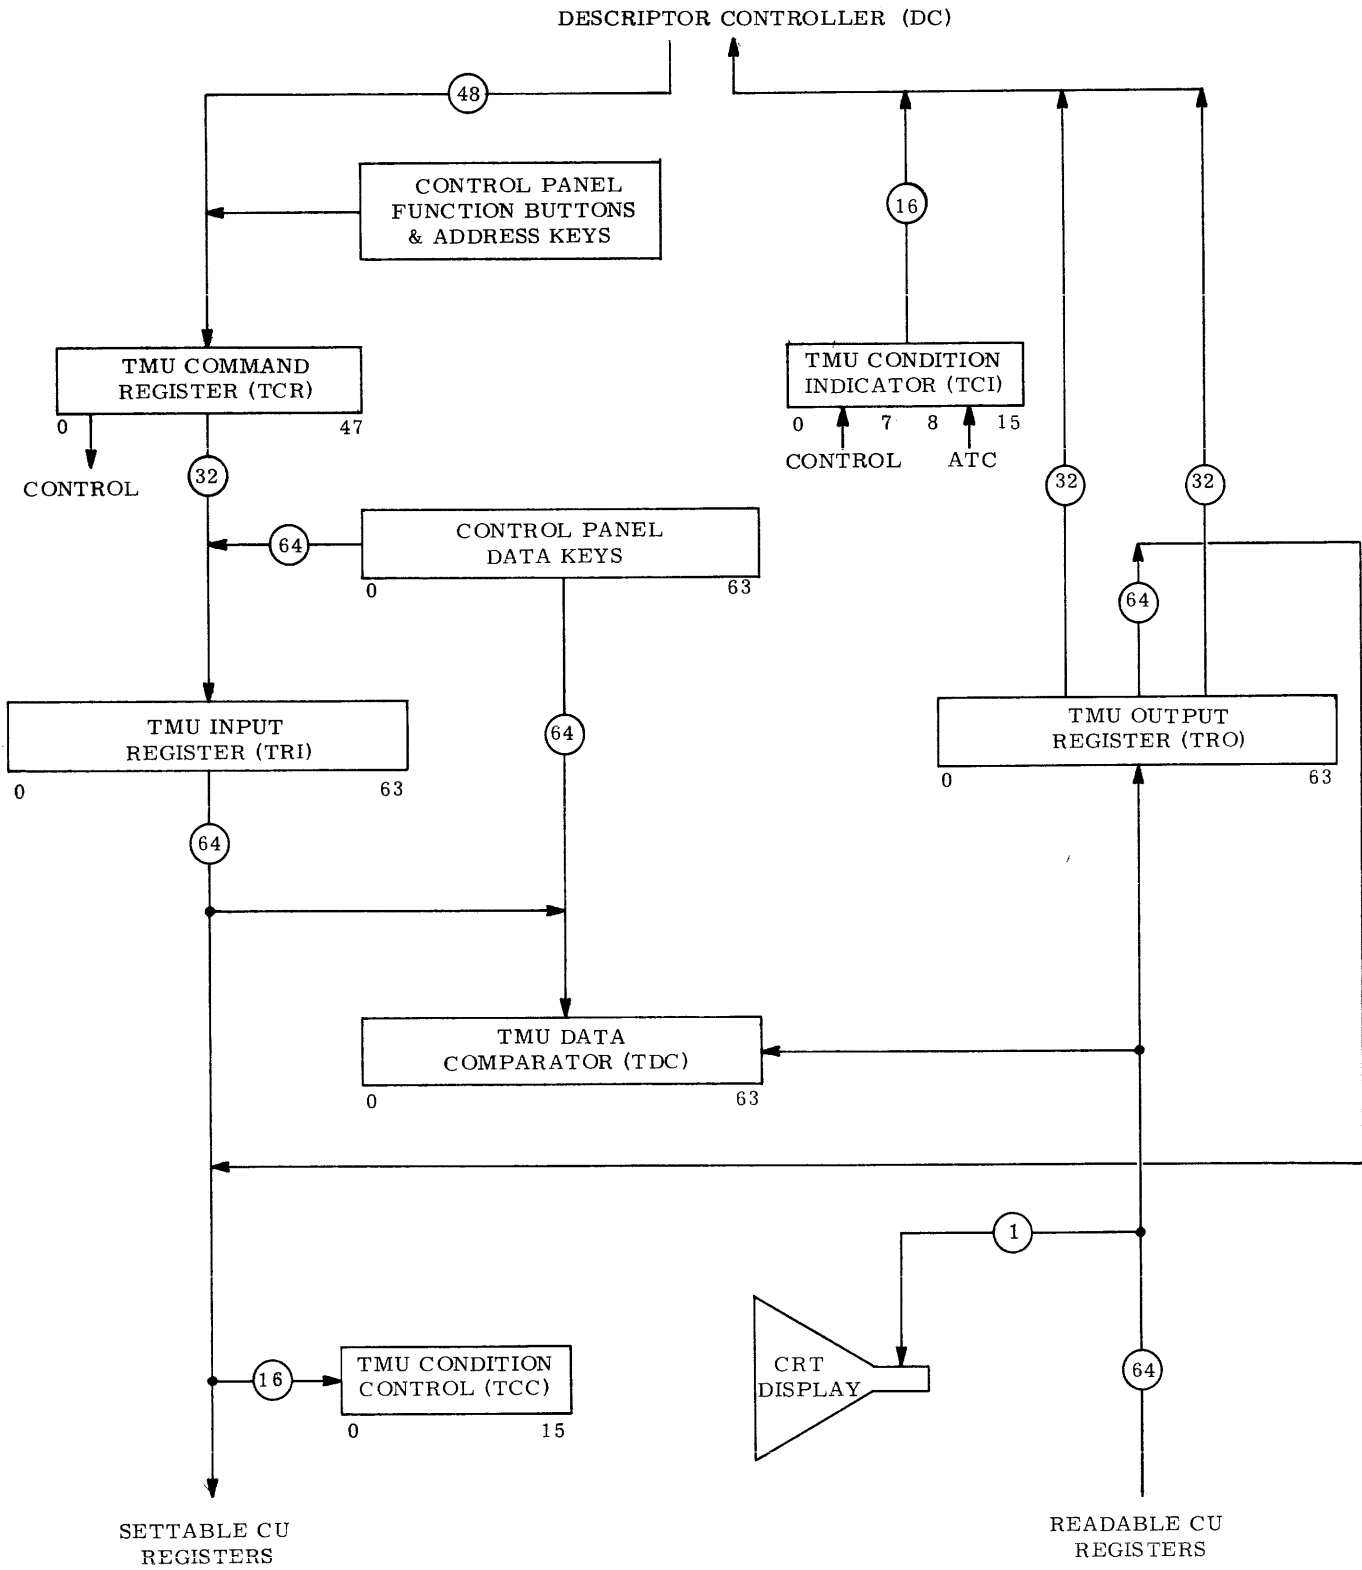 DESCRIPTOR CONTROLLER (DC)
48
CONTROL PANEL
FUNCTION BUTTONS
& ADDRESS KEYS
16
TMU COMMAND
REGISTER (TCR)
0 47
CONTROL
32
TMU CONDITION
INDICATOR (TCI)
0 7 8 15
CONTROL ATC
32 32
64
CONTROL PANEL
DATA KEYS
0 63
64
TMU INPUT
REGISTER (TRI)
0 63
64
TMU OUTPUT
REGISTER (TRO)
0 63
64
TMU DATA
COMPARATOR (TDC)
0 63
1
CRT
DISPLAY
64
16
TMU CONDITION
CONTROL (TCC)
0 15
SETTABLE CU
REGISTERS
READABLE CU
REGISTERS